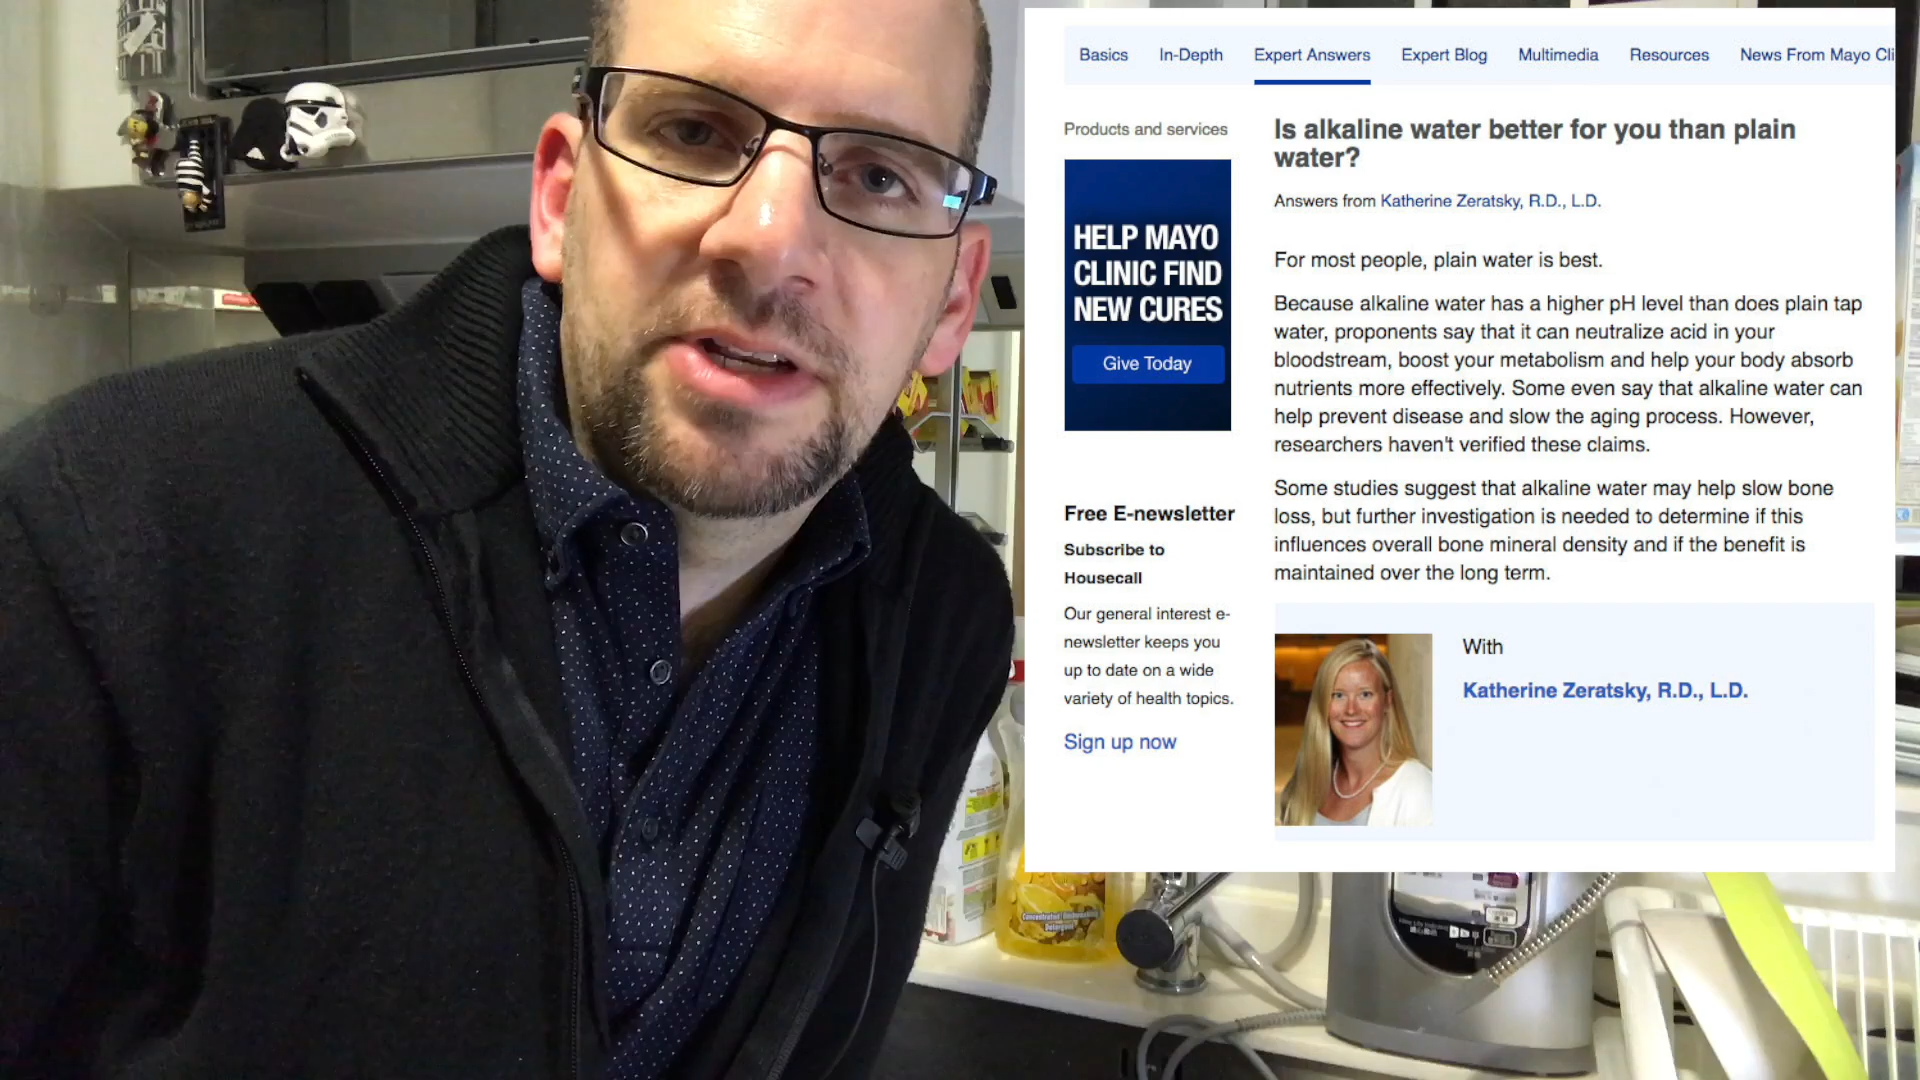 Basics In-Depth Expert Answers Expert Blog Multimedia Resources News From Mayo Cli
Products and services
HELP MAYO
CLINIC FIND
NEW CURES
Give Today
Free E-newsletter
Subscribe to
Housecall
Our general interest e-
newsletter keeps you
up to date on a wide
variety of health topics.
Sign up now
Is alkaline water better for you than plain
water?
Answers from Katherine Zeratsky, R.D., L.D.
For most people, plain water is best.
Because alkaline water has a higher pH level than does plain tap
water, proponents say that it can neutralize acid in your
bloodstream, boost your metabolism and help your body absorb
nutrients more effectively. Some even say that alkaline water can
help prevent disease and slow the aging process. However,
researchers haven't verified these claims.
Some studies suggest that alkaline water may help slow bone
loss, but further investigation is needed to determine if this
influences overall bone mineral density and if the benefit is
maintained over the long term.
With
Katherine Zeratsky, R.D., L.D.
Concentrated Dishwashing
Detergent